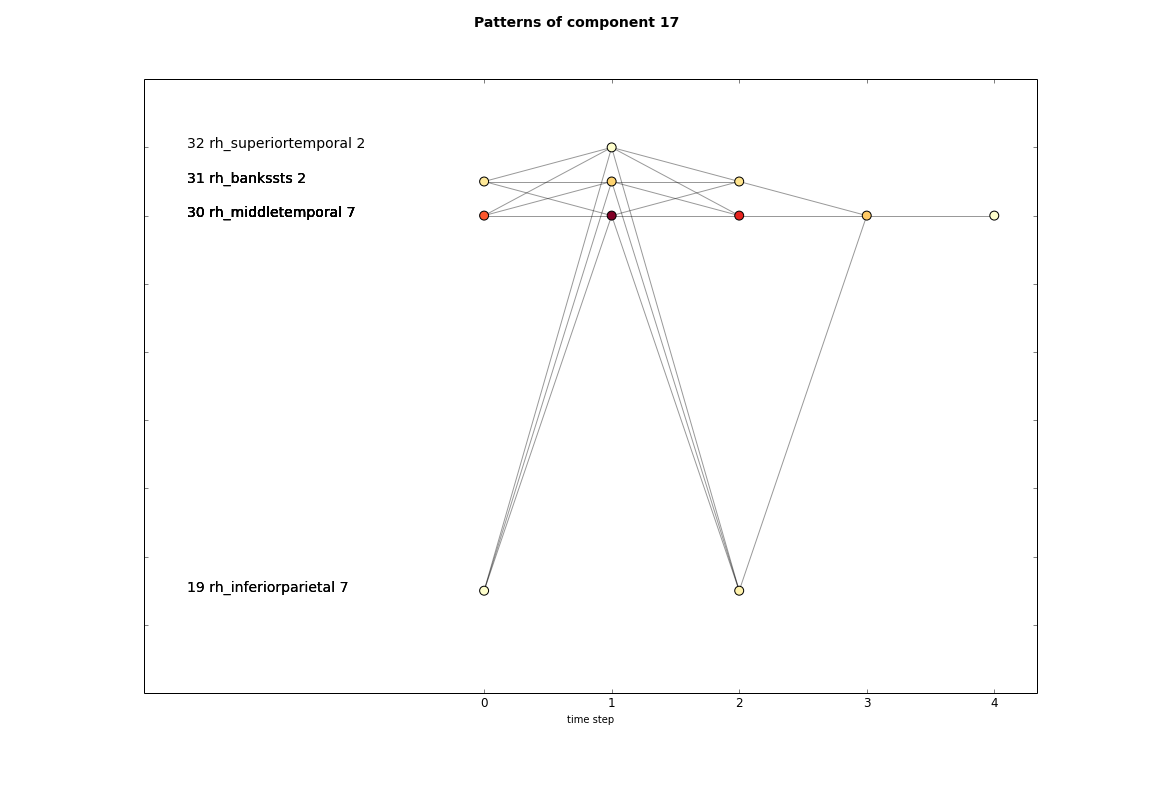 Patterns of component 17
32 rh_superiortemporal 2
31 rh_bankssts 2
30 rh_middletemporal 7
19 rh_inferiorparietal 7
0 1 2 3 4
time step